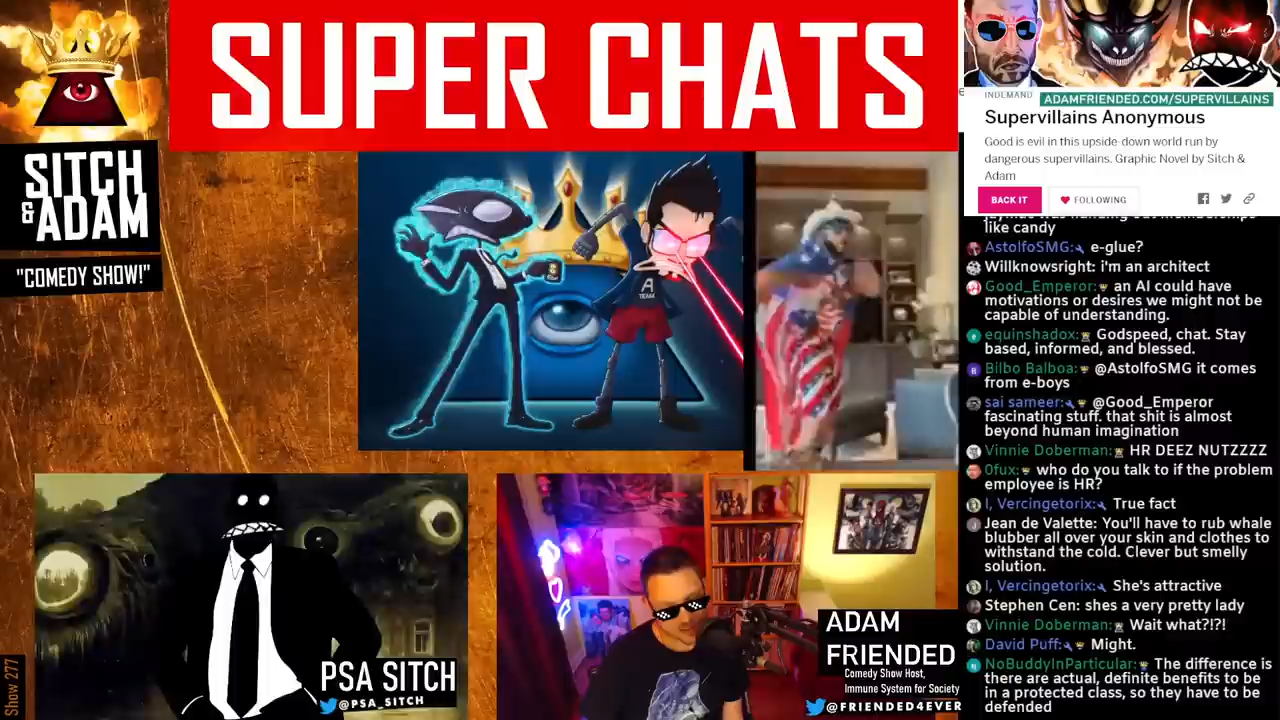 SUPER CHATS
SITCH
& ADAM
"COMEDY SHOW!"
A
TEAM
PSA SITCH
@PSA_SITCH
ADAM
FRIENDED
Comedy Show Host,
Immune System for Society
@FRIENDED4EVER
Show 277
INDEMAND
ADAMFRIENDED.COM/SUPERVILLAINS
Supervillains Anonymous
Good is evil in this upside-down world run by
dangerous supervillains. Graphic Novel by Sitch &
Adam
BACK IT
FOLLOWING
like candy
AstolfoSMG: e-glue?
Willknowsright: i'm an architect
Good_Emperor: an AI could have
motivations or desires we might not be
capable of understanding.
equinshadox: Godspeed, chat. Stay
based, informed, and blessed.
Bilbo Balboa: @AstolfoSMG it comes
from e-boys
sai sameer: @Good_Emperor
fascinating stuff. that shit is almost
beyond human imagination
Vinnie Doberman: HR DEEZ NUTZZZZ
0fux: who do you talk to if the problem
employee is HR?
I, Vercingetorix: True fact
Jean de Valette: You'll have to rub whale
blubber all over your skin and clothes to
withstand the cold. Clever but smelly
solution.
I, Vercingetorix: She's attractive
Stephen Cen: shes a very pretty lady
Vinnie Doberman: Wait what?!?!
David Puff: Might.
NoBuddyInParticular: The difference is
there are actual, definite benefits to be
in a protected class, so they have to be
defended